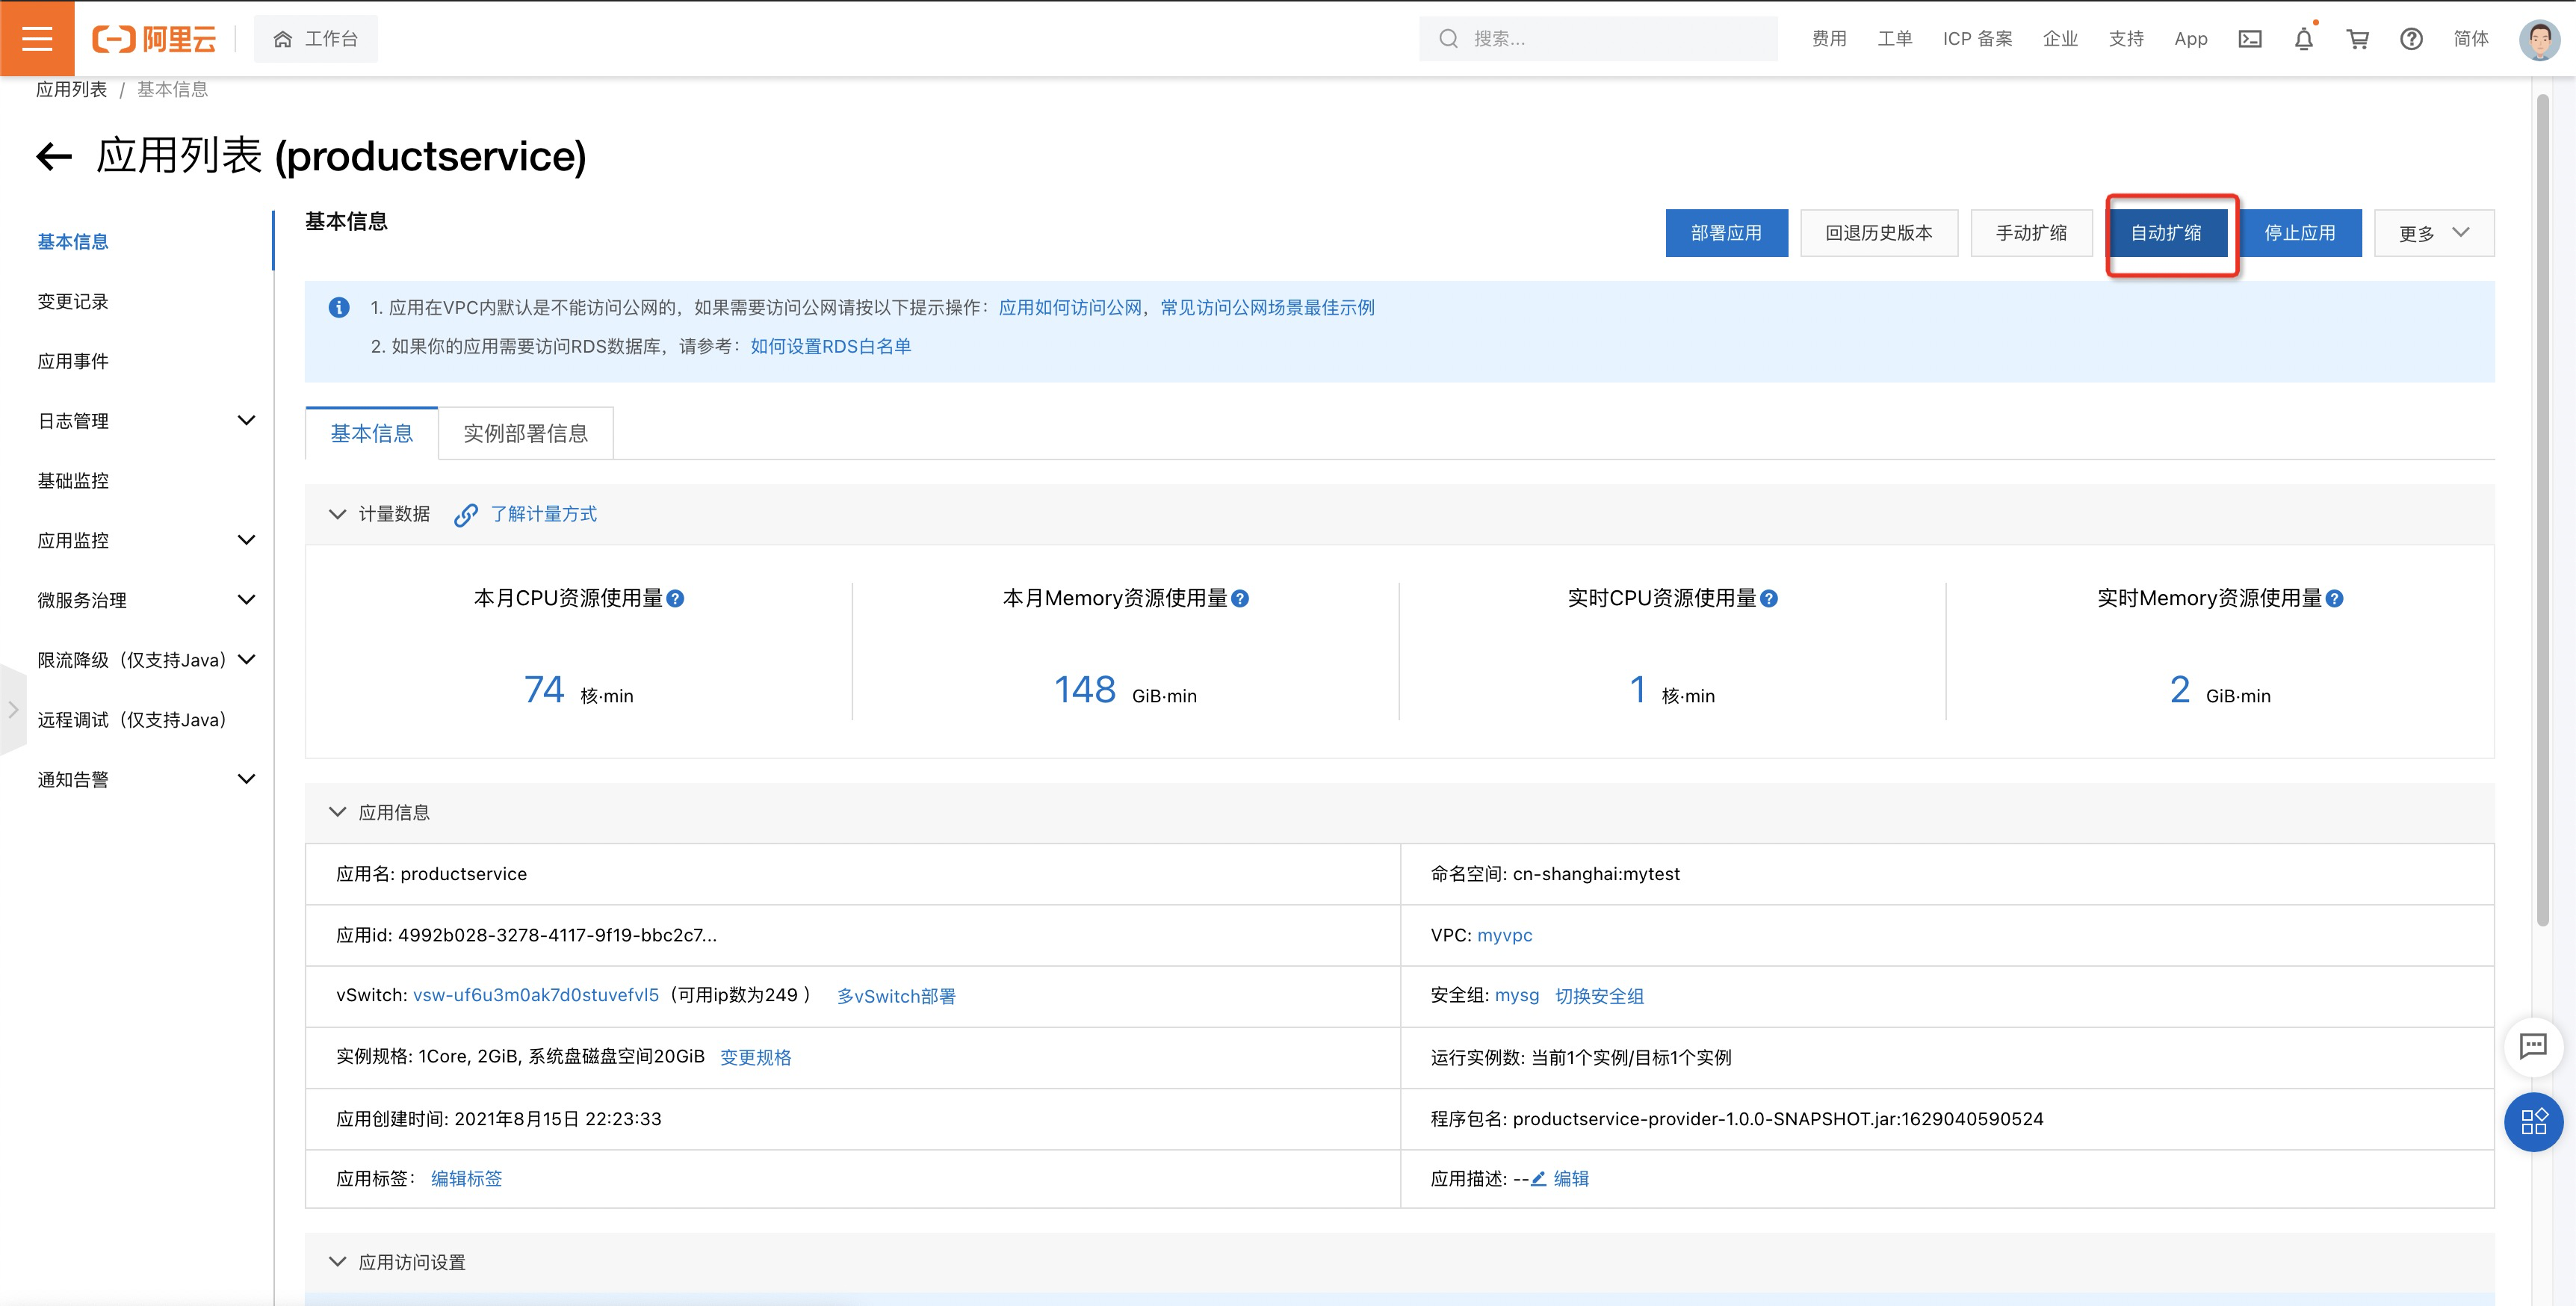 阿里云
工作台
搜索...
费用
工单
ICP 备案
企业
支持
App
简体
应用列表 / 基本信息
应用列表 (productservice)
基本信息
变更记录
应用事件
日志管理
基础监控
应用监控
微服务治理
限流降级（仅支持Java）
远程调试（仅支持Java）
通知告警
基本信息
部署应用
回退历史版本
手动扩缩
自动扩缩
停止应用
更多
1. 应用在VPC内默认是不能访问公网的，如果需要访问公网请按以下提示操作：应用如何访问公网，常见访问公网场景最佳示例
2. 如果你的应用需要访问RDS数据库，请参考：如何设置RDS白名单
基本信息
实例部署信息
计量数据 了解计量方式
本月CPU资源使用量
74 核·min
本月Memory资源使用量
148 GiB·min
实时CPU资源使用量
1 核·min
实时Memory资源使用量
2 GiB·min
应用信息
应用名: productservice
命名空间: cn-shanghai:mytest
应用id: 4992b028-3278-4117-9f19-bbc2c7...
VPC: myvpc
vSwitch: vsw-uf6u3m0ak7d0stuvefvl5（可用ip数为249 ） 多vSwitch部署
安全组: mysg 切换安全组
实例规格: 1Core, 2GiB, 系统盘磁盘空间20GiB 变更规格
运行实例数: 当前1个实例/目标1个实例
应用创建时间: 2021年8月15日 22:23:33
程序包名: productservice-provider-1.0.0-SNAPSHOT.jar:1629040590524
应用标签： 编辑标签
应用描述: -- 编辑
应用访问设置